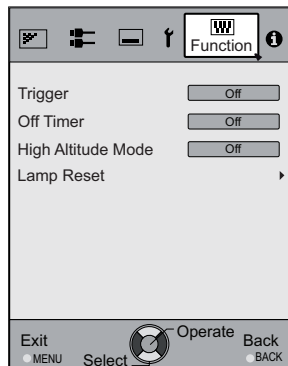 Function
Trigger Off
Off Timer Off
High Altitude Mode Off
Lamp Reset
Exit Operate Back
MENU Select BACK